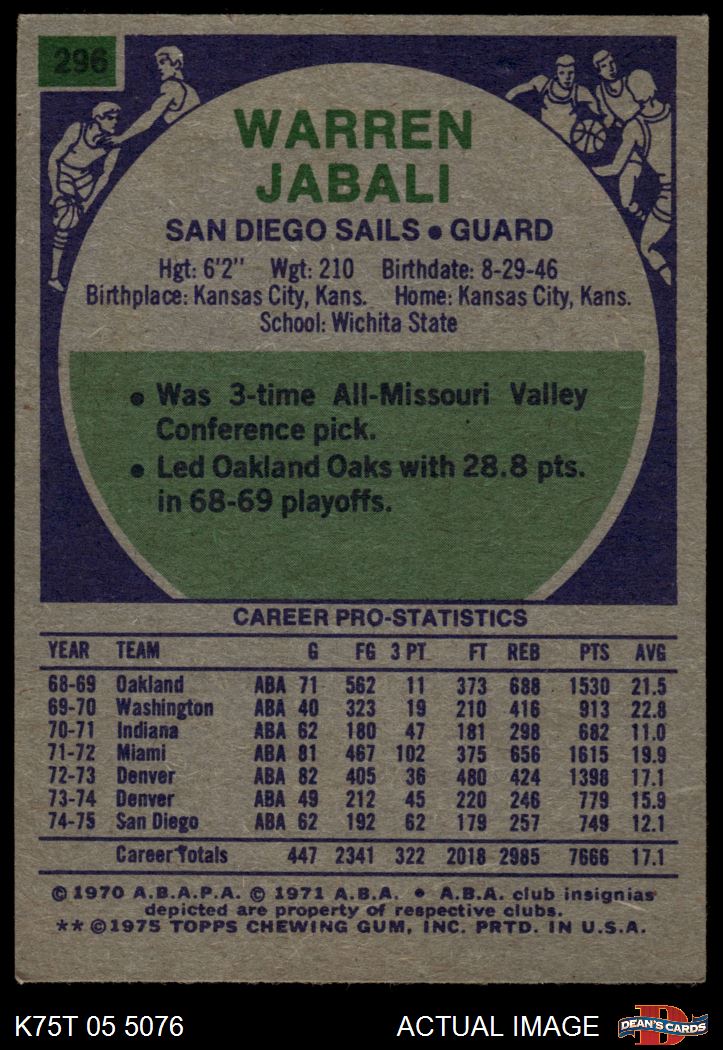 296
WARREN
JABALI
SAN DIEGO SAILS • GUARD
Hgt: 6'2" Wgt: 210 Birthdate: 8-29-46
Birthplace: Kansas City, Kans. Home: Kansas City, Kans.
School: Wichita State
• Was 3-time All-Missouri Valley
Conference pick.
• Led Oakland Oaks with 28.8 pts.
in 68-69 playoffs.
CAREER PRO-STATISTICS
YEAR TEAM G FG 3 PT FT REB PTS AVG
68-69 Oakland ABA 71 562 11 373 688 1530 21.5
69-70 Washington ABA 40 323 19 210 416 913 22.8
70-71 Indiana ABA 62 180 47 181 298 682 11.0
71-72 Miami ABA 81 467 102 375 656 1615 19.9
72-73 Denver ABA 82 405 36 480 424 1398 17.1
73-74 Denver ABA 49 212 45 220 246 779 15.9
74-75 San Diego ABA 62 192 62 179 257 749 12.1
Career Totals 447 2341 322 2018 2985 7666 17.1
© 1970 A.B.A.P.A. © 1971 A.B.A. • A.B.A. club insignias
depicted are property of respective clubs.
** © 1975 TOPPS CHEWING GUM, INC. PRTD. IN U.S.A.
K75T 05 5076 ACTUAL IMAGE DEAN'S CARDS